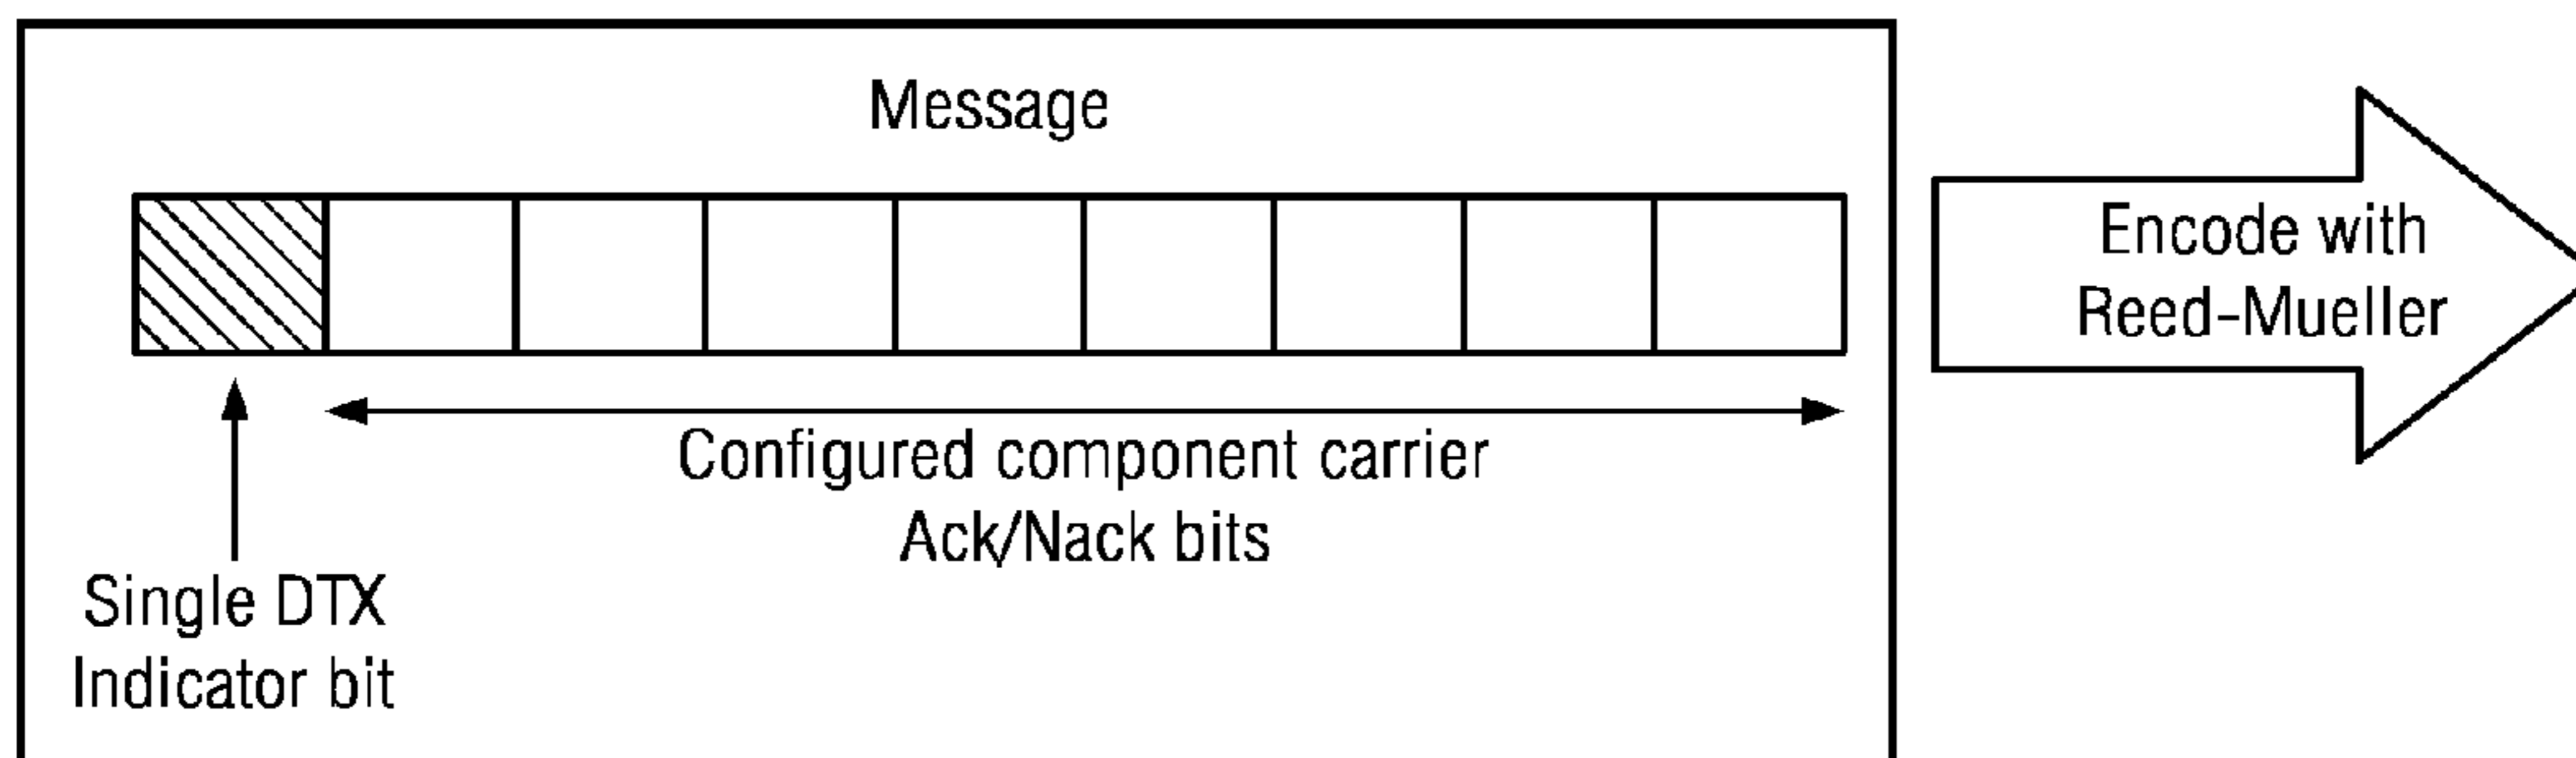 Message
Configured component carrier
Ack/Nack bits
Single DTX
Indicator bit
Encode with
Reed-Mueller